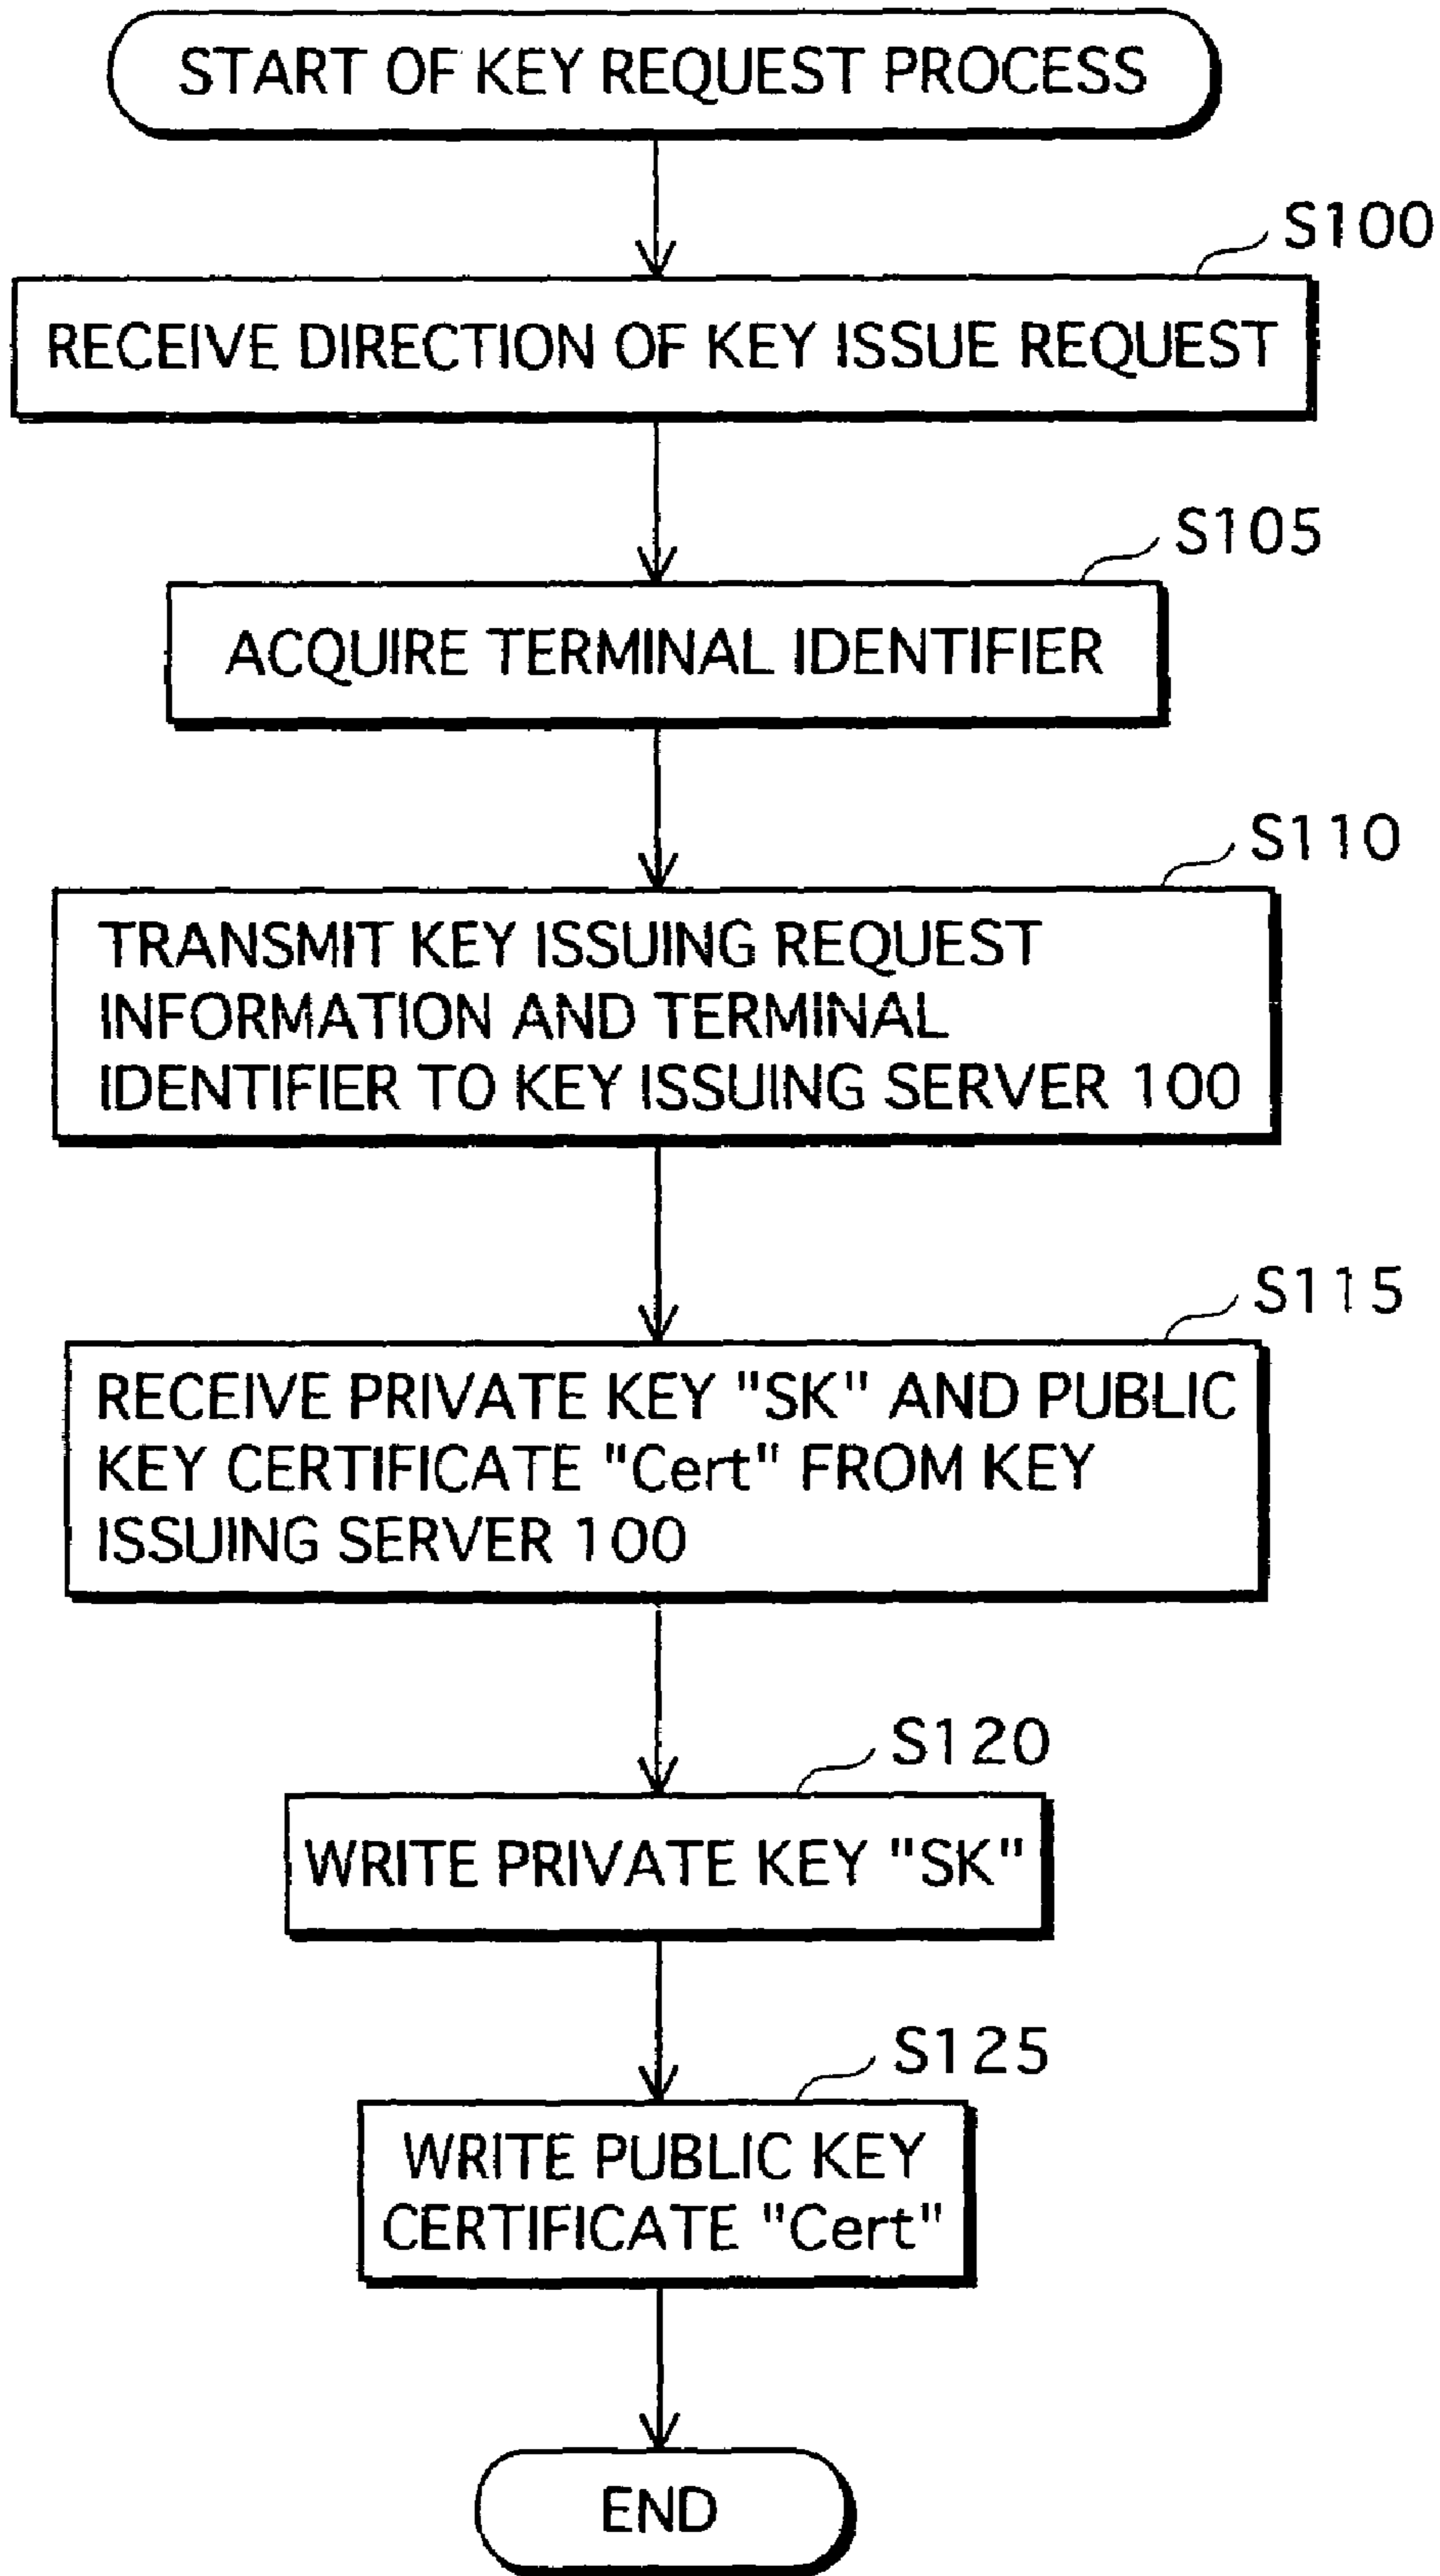 START OF KEY REQUEST PROCESS
S100
RECEIVE DIRECTION OF KEY ISSUE REQUEST
S105
ACQUIRE TERMINAL IDENTIFIER
S110
TRANSMIT KEY ISSUING REQUEST
INFORMATION AND TERMINAL
IDENTIFIER TO KEY ISSUING SERVER 100
S115
RECEIVE PRIVATE KEY "SK" AND PUBLIC
KEY CERTIFICATE "Cert" FROM KEY
ISSUING SERVER 100
S120
WRITE PRIVATE KEY "SK"
S125
WRITE PUBLIC KEY
CERTIFICATE "Cert"
END